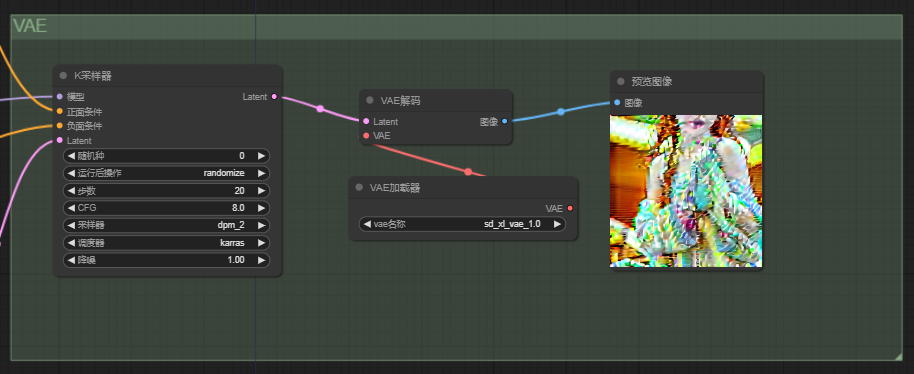 VAE
K采样器
模型
Latent
正面条件
负面条件
Latent
随机种 0
运行后操作 randomize
步数 20
CFG 8.0
采样器 dpm_2
调度器 karras
降噪 1.00
VAE解码
Latent 图像
VAE
VAE加载器
VAE
vae名称 sd_xl_vae_1.0
预览图像
图像